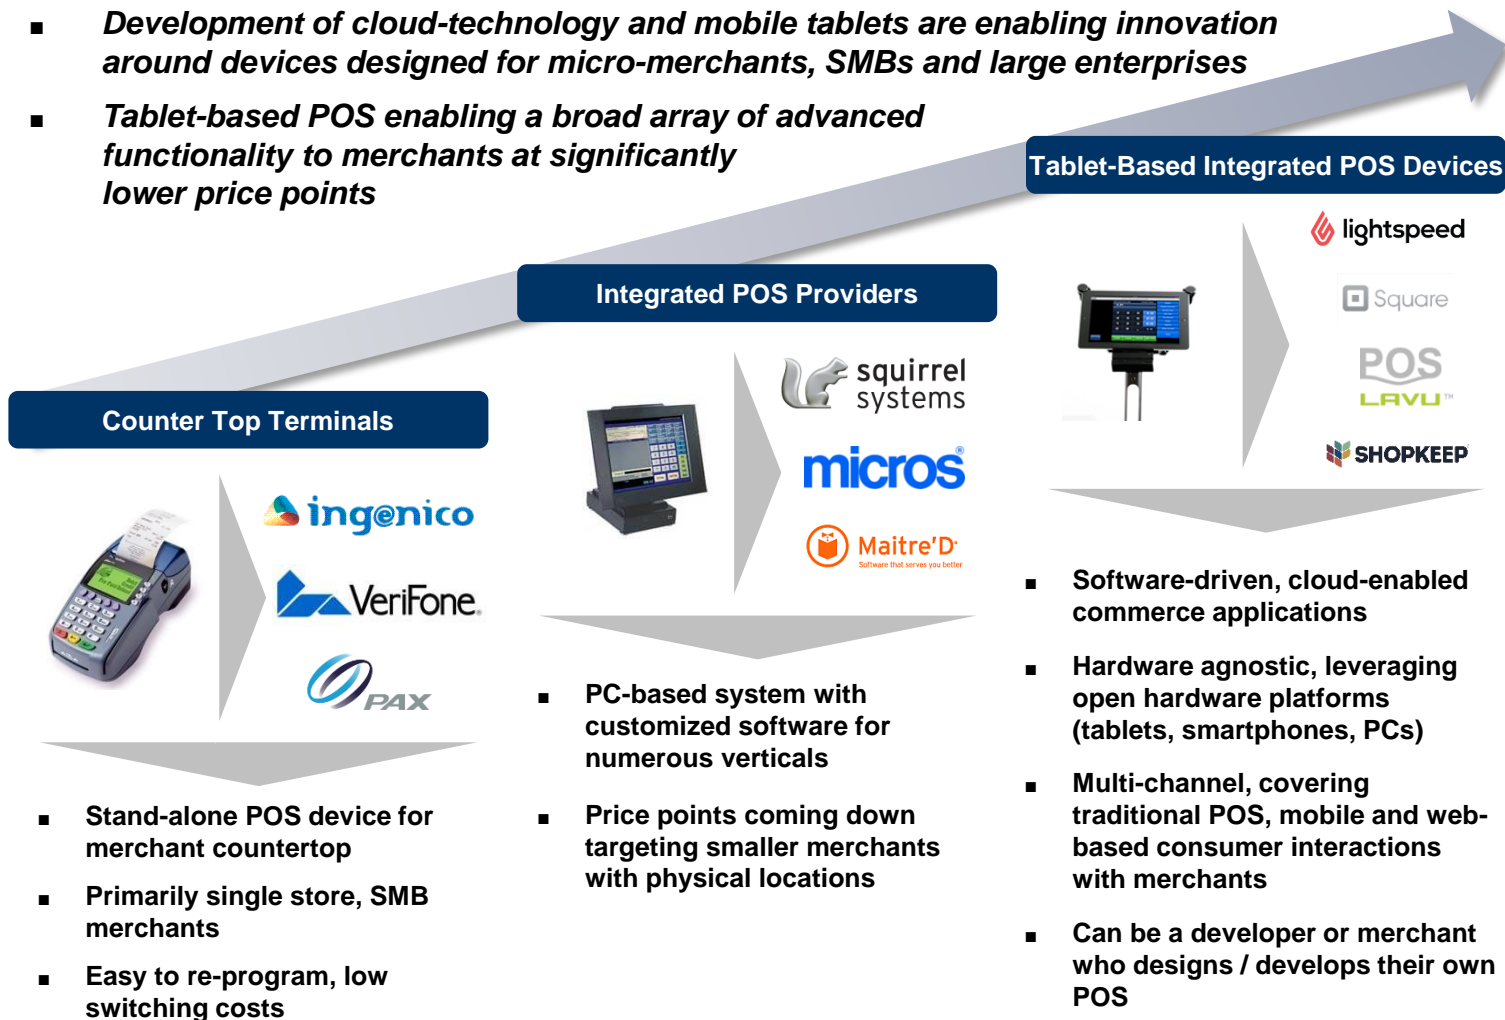 ■ Development of cloud-technology and mobile tablets are enabling innovation
around devices designed for micro-merchants, SMBs and large enterprises
■ Tablet-based POS enabling a broad array of advanced
functionality to merchants at significantly
lower price points
Counter Top Terminals
ingenico
VeriFone.
PAX
■ Stand-alone POS device for
merchant countertop
■ Primarily single store, SMB
merchants
■ Easy to re-program, low
switching costs
Integrated POS Providers
squirrel
systems
micros®
Maitre'D
Software that serves you better
■ PC-based system with
customized software for
numerous verticals
■ Price points coming down
targeting smaller merchants
with physical locations
Tablet-Based Integrated POS Devices
lightspeed
Square
POS
LAVU™
SHOPKEEP
■ Software-driven, cloud-enabled
commerce applications
■ Hardware agnostic, leveraging
open hardware platforms
(tablets, smartphones, PCs)
■ Multi-channel, covering
traditional POS, mobile and web-
based consumer interactions
with merchants
■ Can be a developer or merchant
who designs / develops their own
POS